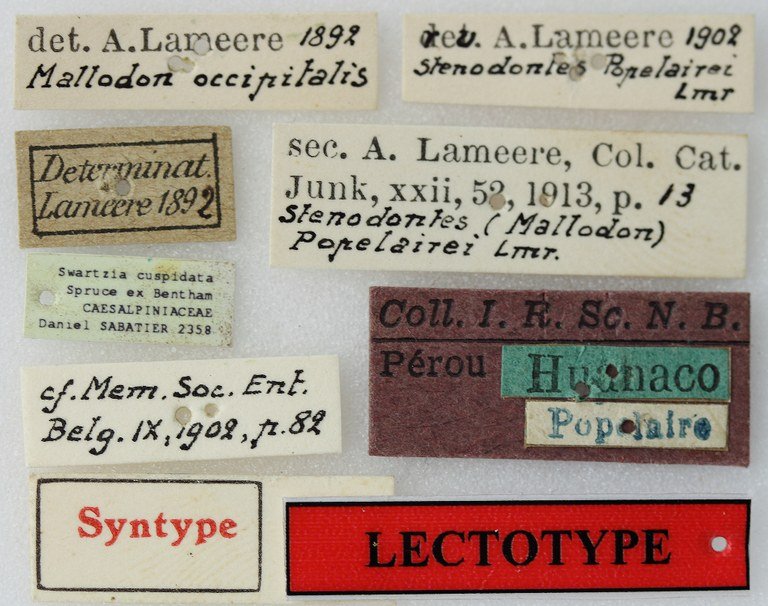 det. A. Lameere 1892
Mallodon occipitalis
rev. A. Lameere 1902
Stenodontes Popelairei
Lmr
Determinat.
Lameere 1892
sec. A. Lameere, Col. Cat.
Junk, xxii, 52, 1913, p. 13
Stenodontes (Mallodon)
Popelairei Lmr.
Swartzia cuspidata
Spruce ex Bentham
CAESALPINIACEAE
Daniel SABATIER 2358
Coll. I. R. Sc. N. B.
Pérou Huanaco
Popelaire
cf. Mem. Soc. Ent.
Belg. IX, 1902, p. 82
Syntype
LECTOTYPE